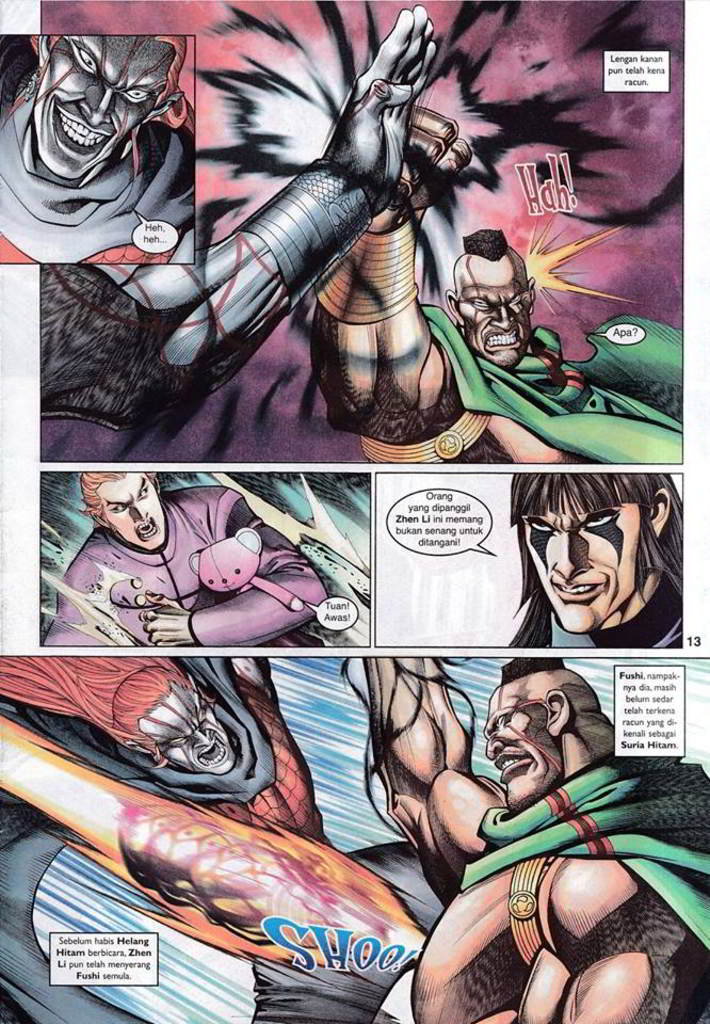 Lengan kanan
pun telah kena
racun.
Heh,
heh...
Hah!
Apa?
Tuan!
Awas!
Orang
yang dipanggil
Zhen Li ini memang
bukan senang untuk
ditangani!
13
Fushi, nampak-
nya dia, masih
belum sedar
telah terkena
racun yang di-
kenali sebagai
Suria Hitam.
SHOO!
Sebelum habis Helang
Hitam berbicara, Zhen
Li pun telah menyerang
Fushi semula.